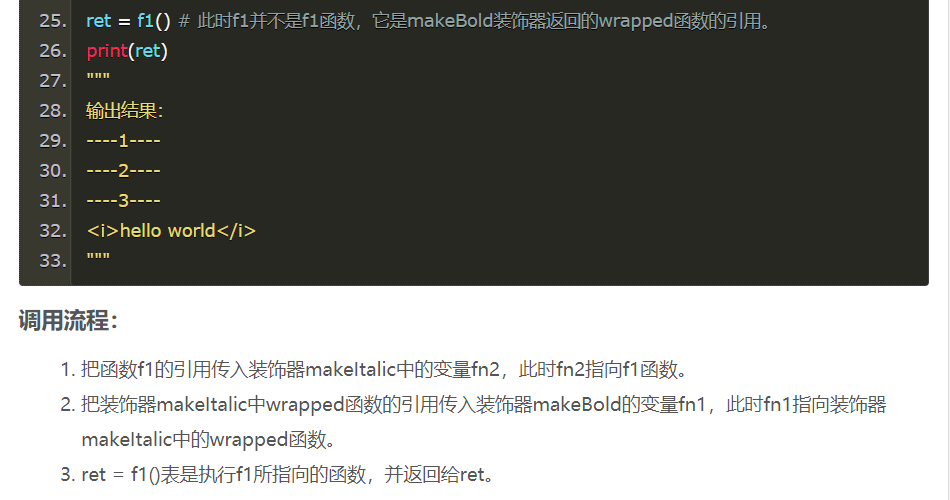 25. ret = f1() # 此时f1并不是f1函数，它是makeBold装饰器返回的wrapped函数的引用。
26. print(ret)
27. """
28. 输出结果：
29. ----1----
30. ----2----
31. ----3----
32. <i>hello world</i>
33. """
调用流程：
1. 把函数f1的引用传入装饰器makeItalic中的变量fn2，此时fn2指向f1函数。
2. 把装饰器makeItalic中wrapped函数的引用传入装饰器makeBold的变量fn1，此时fn1指向装饰器
makeItalic中的wrapped函数。
3. ret = f1()表是执行f1所指向的函数，并返回给ret。